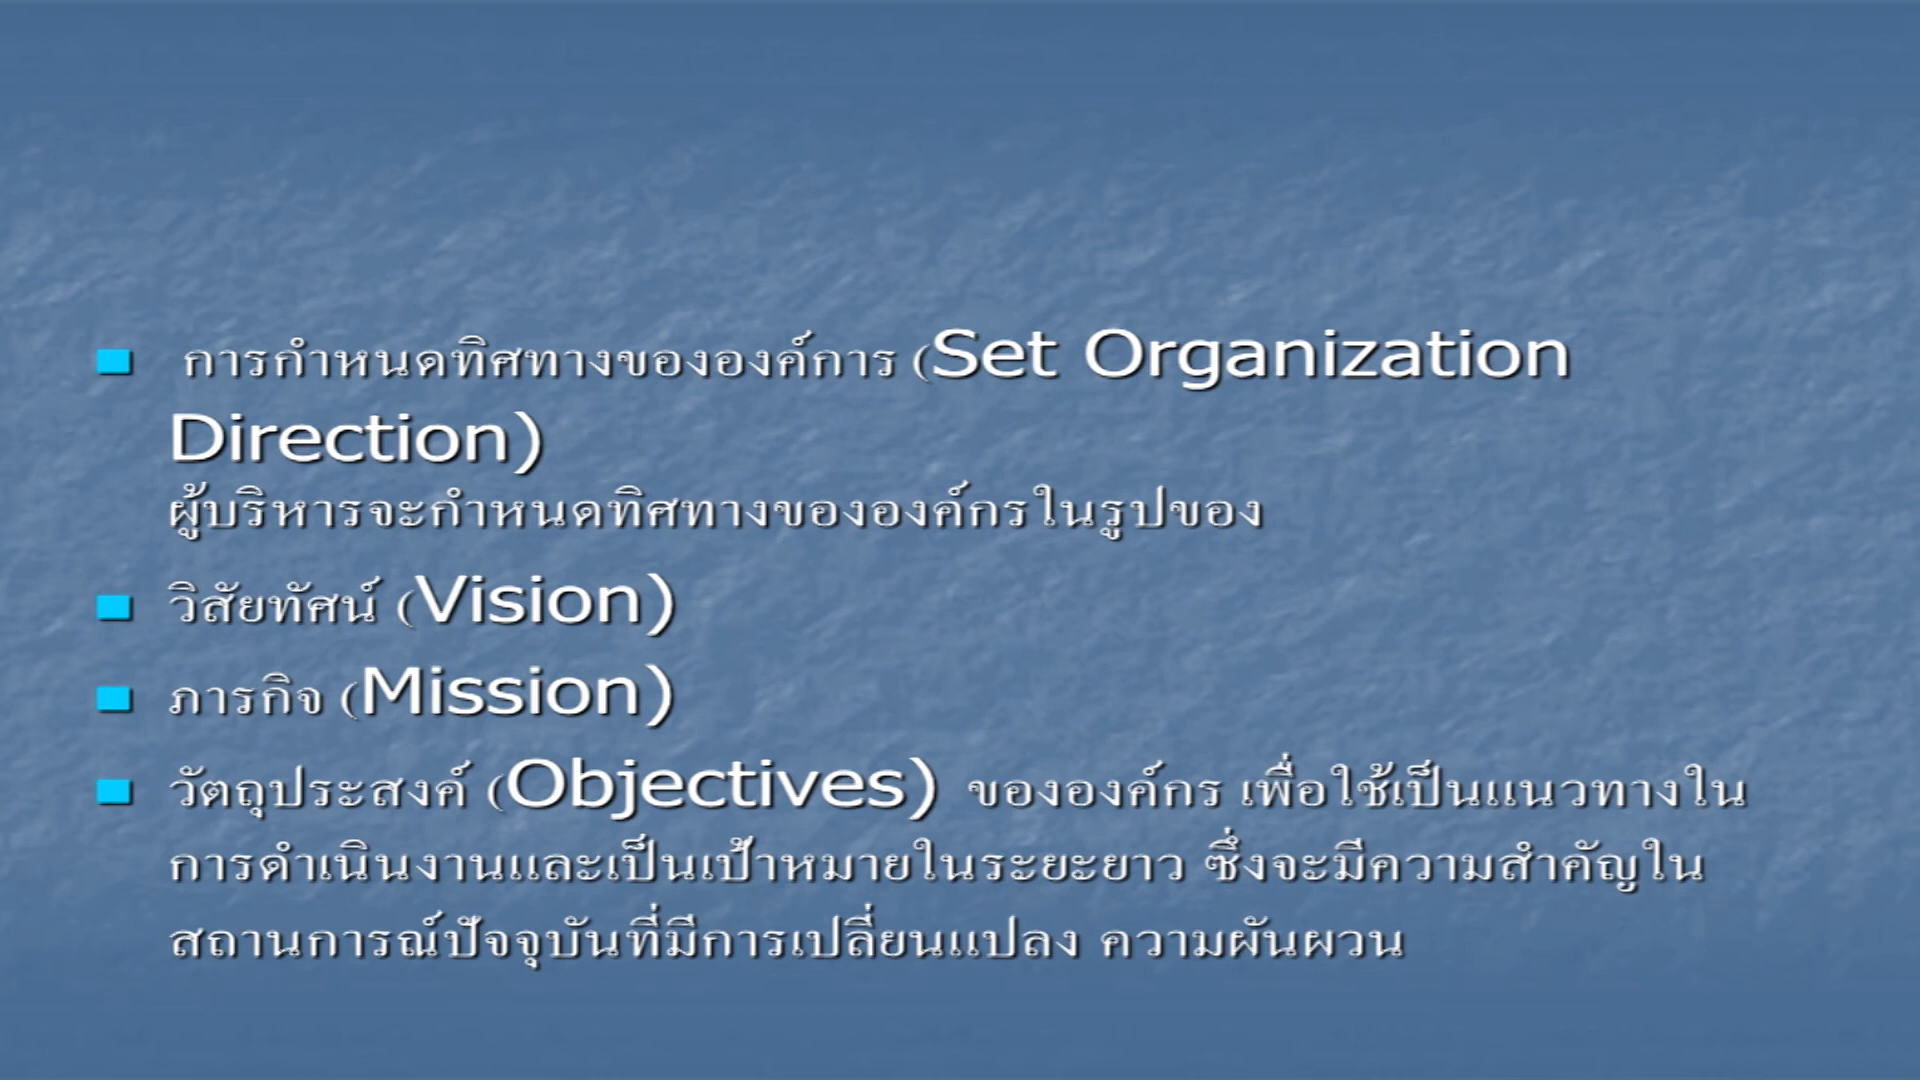 การกำหนดทิศทางขององค์การ (Set Organization
Direction)
ผู้บริหารจะกำหนดทิศทางขององค์กรในรูปของ
วิสัยทัศน์ (Vision)
ภารกิจ (Mission)
วัตถุประสงค์ (Objectives) ขององค์กร เพื่อใช้เป็นแนวทางใน
การดำเนินงานและเป็นเป้าหมายในระยะยาว ซึ่งจะมีความสำคัญใน
สถานการณ์ปัจจุบันที่มีการเปลี่ยนแปลง ความผันผวน